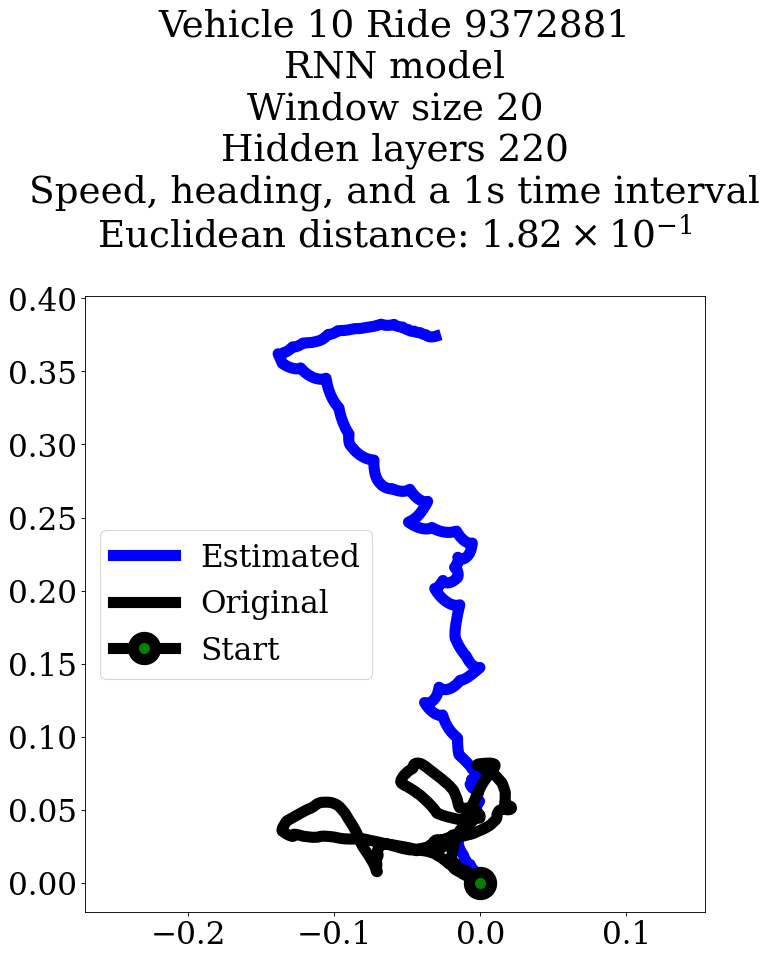 Vehicle 10 Ride 9372881
RNN model
Window size 20
Hidden layers 220
Speed, heading, and a 1s time interval
Euclidean distance: 1.82 × 10⁻¹
0.40
0.35
0.30
0.25
0.20
0.15
0.10
0.05
0.00
Estimated
Original
Start
−0.2 −0.1 0.0 0.1